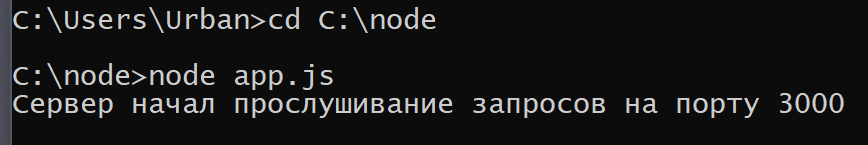 C:\Users\Urban>cd C:\node
C:\node>node app.js
Сервер начал прослушивание запросов на порту 3000